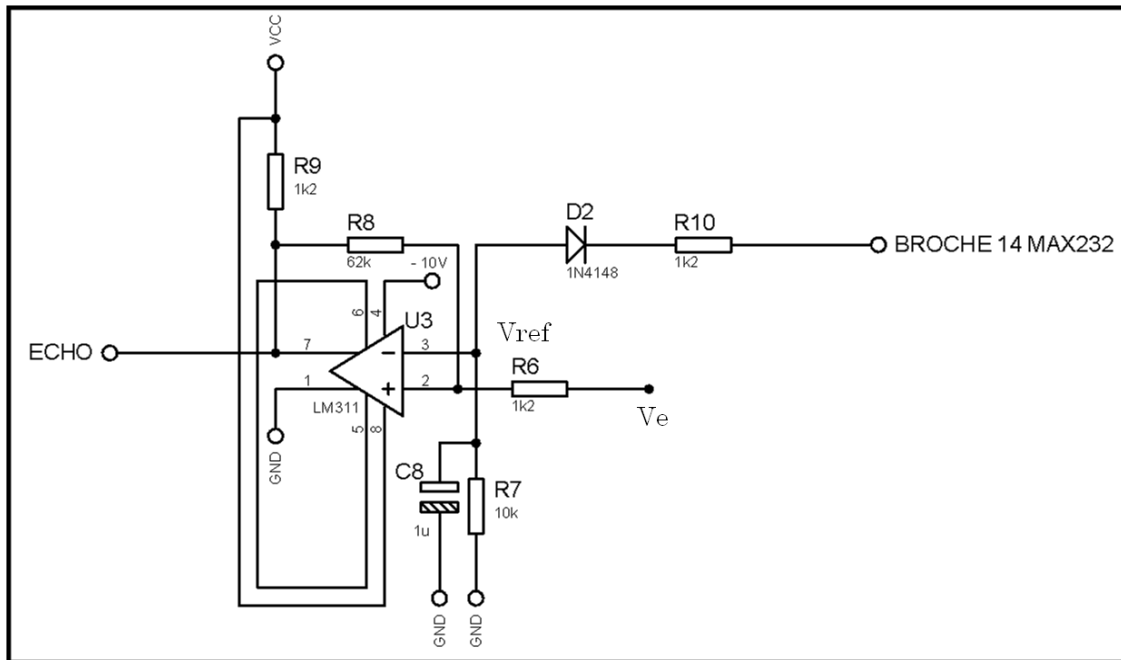 VCC
R9
1k2
R8
62k
- 10V
D2
1N4148
R10
1k2
BROCHE 14 MAX232
6
4
U3
Vref
ECHO
7
3
−
R6
1
2
+
1k2
Ve
LM311
5
8
GND
C8
1u
R7
10k
GND
GND